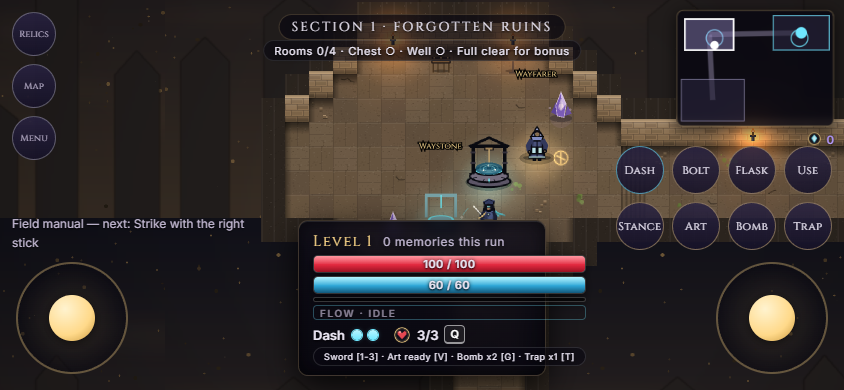 RELICS
MAP
MENU
SECTION 1 · FORGOTTEN RUINS
Rooms 0/4 · Chest O · Well O · Full clear for bonus
WAYFARER
WAYSTONE
0
DASH
BOLT
FLASK
USE
STANCE
ART
BOMB
TRAP
Field manual — next: Strike with the right
stick
LEVEL 1 0 memories this run
100 / 100
60 / 60
FLOW · IDLE
Dash 3/3 Q
Sword [1-3] · Art ready [V] · Bomb x2 [G] · Trap x1 [T]